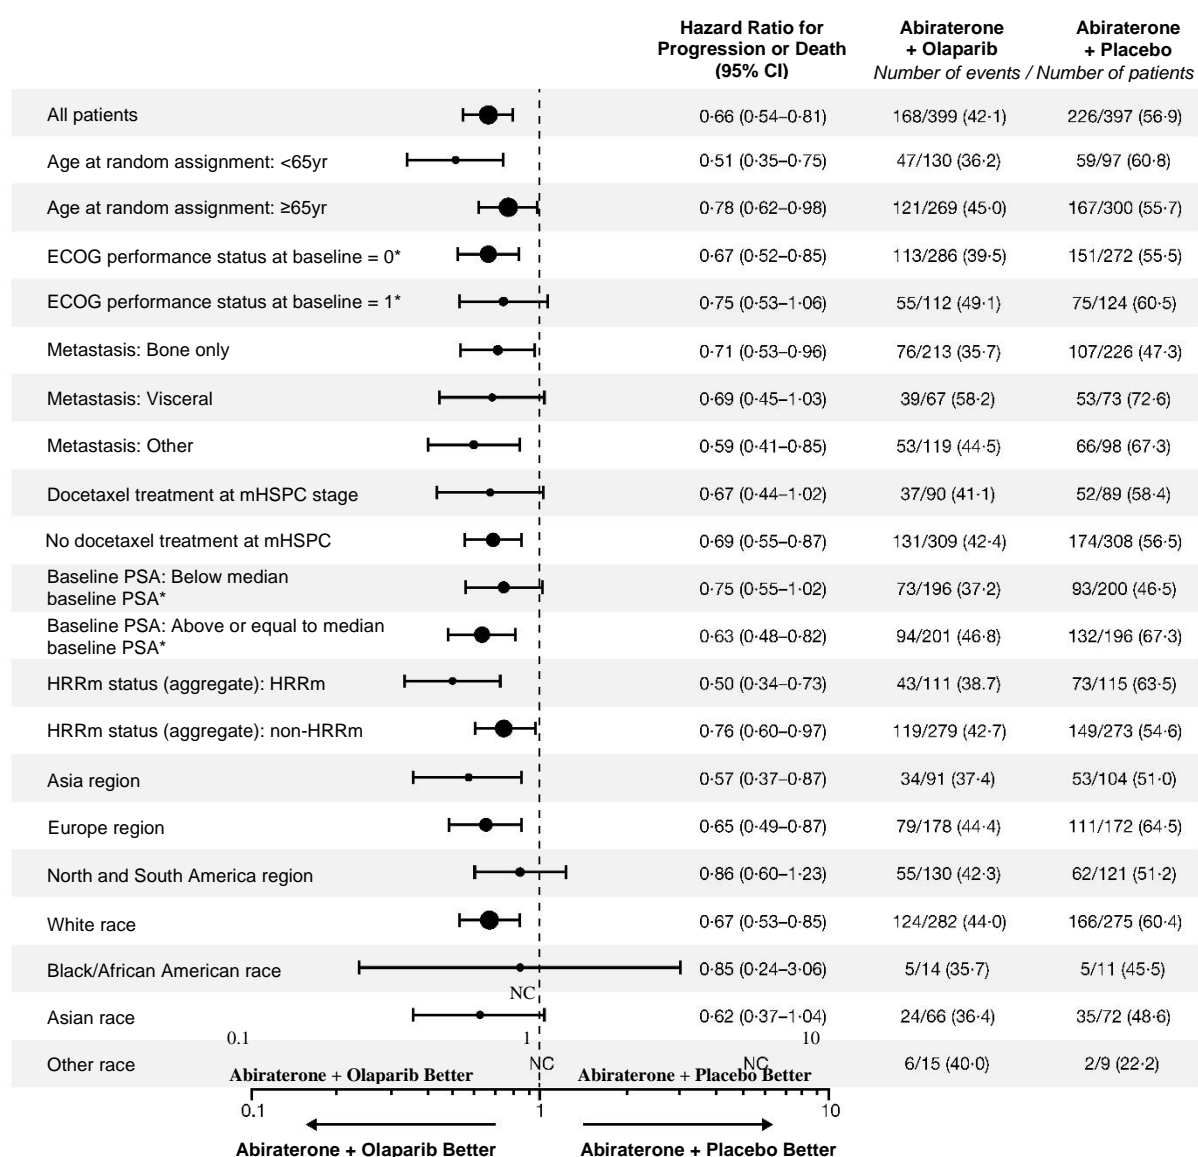 Hazard Ratio for Progression or Death (95% CI)
Abiraterone + Olaparib
Abiraterone + Placebo
Number of events / Number of patients
All patients 0·66 (0·54–0·81) 168/399 (42·1) 226/397 (56·9)
Age at random assignment: <65yr 0·51 (0·35–0·75) 47/130 (36·2) 59/97 (60·8)
Age at random assignment: ≥65yr 0·78 (0·62–0·98) 121/269 (45·0) 167/300 (55·7)
ECOG performance status at baseline = 0* 0·67 (0·52–0·85) 113/286 (39·5) 151/272 (55·5)
ECOG performance status at baseline = 1* 0·75 (0·53–1·06) 55/112 (49·1) 75/124 (60·5)
Metastasis: Bone only 0·71 (0·53–0·96) 76/213 (35·7) 107/226 (47·3)
Metastasis: Visceral 0·69 (0·45–1·03) 39/67 (58·2) 53/73 (72·6)
Metastasis: Other 0·59 (0·41–0·85) 53/119 (44·5) 66/98 (67·3)
Docetaxel treatment at mHSPC stage 0·67 (0·44–1·02) 37/90 (41·1) 52/89 (58·4)
No docetaxel treatment at mHSPC 0·69 (0·55–0·87) 131/309 (42·4) 174/308 (56·5)
Baseline PSA: Below median
baseline PSA* 0·75 (0·55–1·02) 73/196 (37·2) 93/200 (46·5)
Baseline PSA: Above or equal to median
baseline PSA* 0·63 (0·48–0·82) 94/201 (46·8) 132/196 (67·3)
HRRm status (aggregate): HRRm 0·50 (0·34–0·73) 43/111 (38.7) 73/115 (63·5)
HRRm status (aggregate): non-HRRm 0·76 (0·60–0·97) 119/279 (42·7) 149/273 (54·6)
Asia region 0·57 (0·37–0·87) 34/91 (37·4) 53/104 (51·0)
Europe region 0·65 (0·49–0·87) 79/178 (44·4) 111/172 (64·5)
North and South America region 0·86 (0·60–1·23) 55/130 (42·3) 62/121 (51·2)
White race 0·67 (0·53–0·85) 124/282 (44·0) 166/275 (60·4)
Black/African American race 0·85 (0·24–3·06) 5/14 (35·7) 5/11 (45·5)
NC
Asian race 0·62 (0·37–1·04) 24/66 (36·4) 35/72 (48·6)
0.1 1 10
Other race NC NC 6/15 (40·0) 2/9 (22·2)
Abiraterone + Olaparib Better Abiraterone + Placebo Better
0.1 1 10
Abiraterone + Olaparib Better Abiraterone + Placebo Better